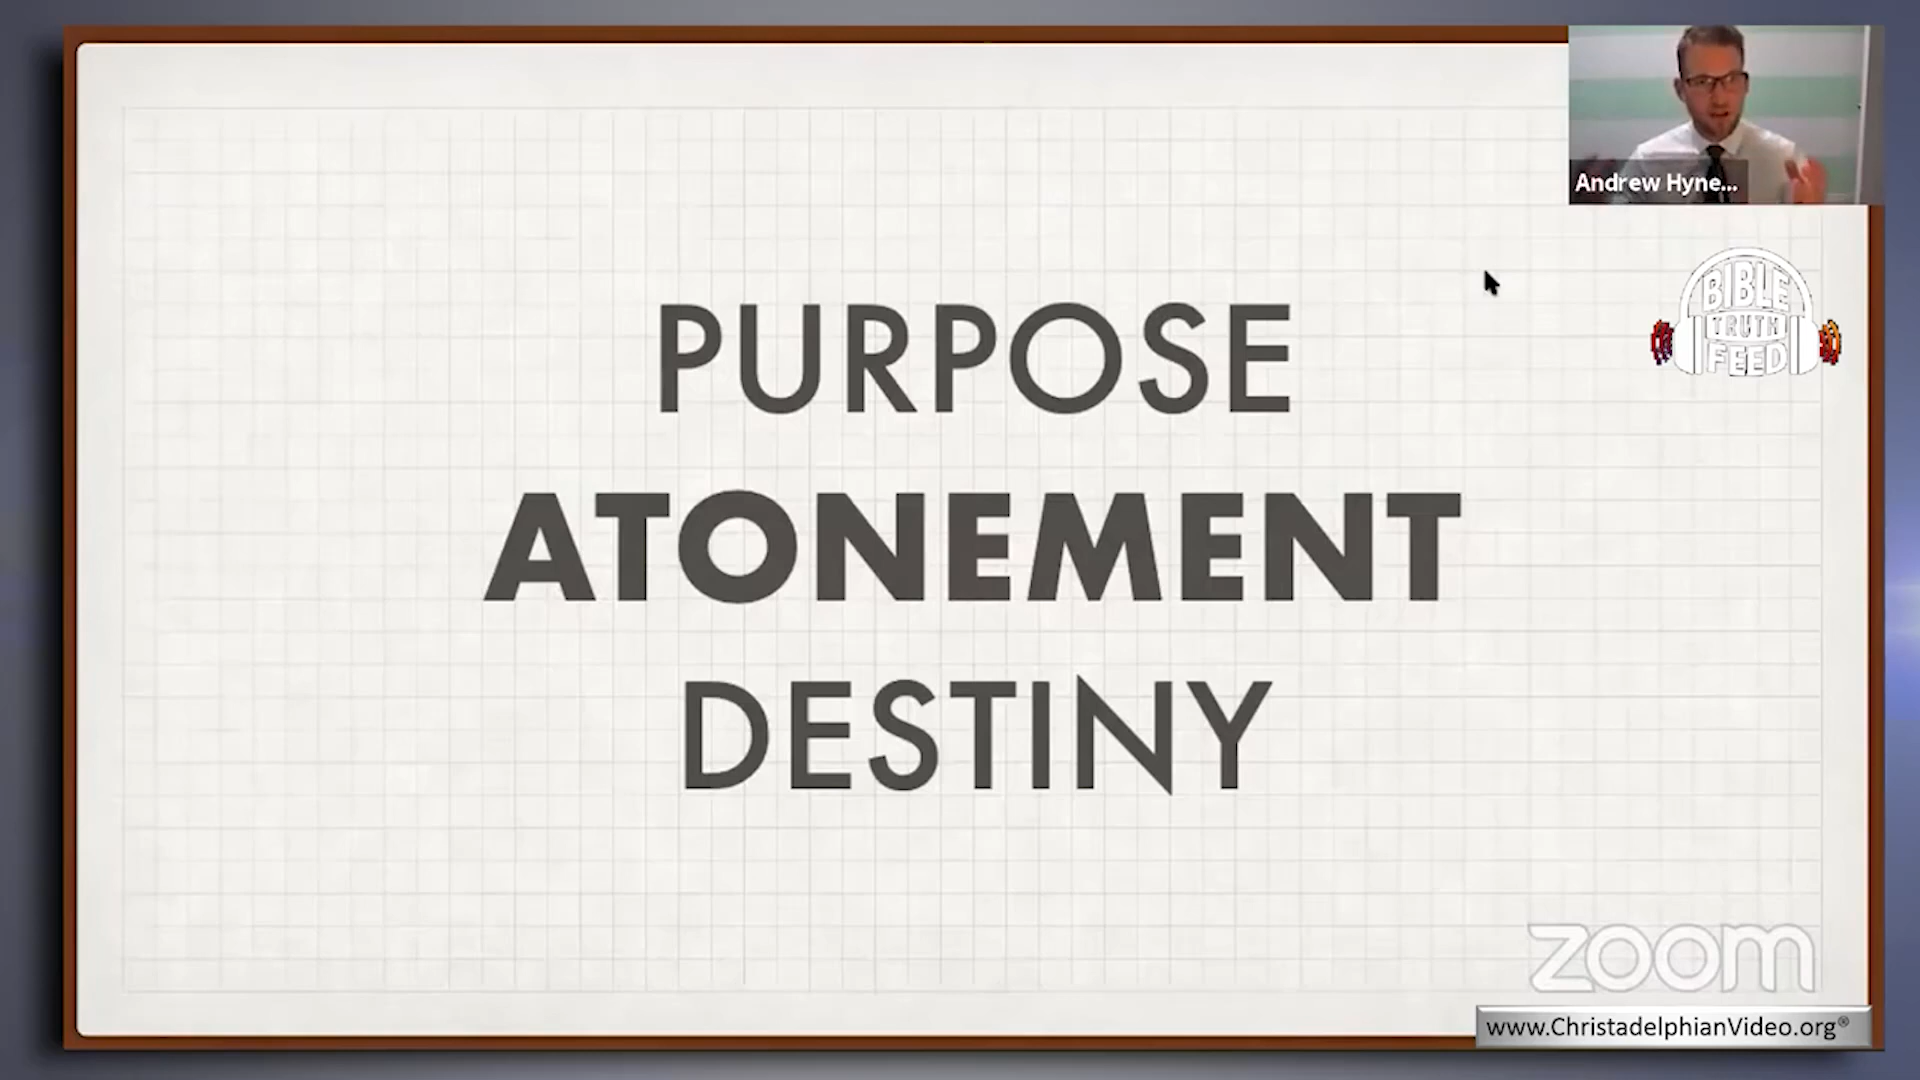 Andrew Hyne...
BIBLE
TRUTH
FEED
PURPOSE
ATONEMENT
DESTINY
zoom
www.ChristadelphianVideo.org®